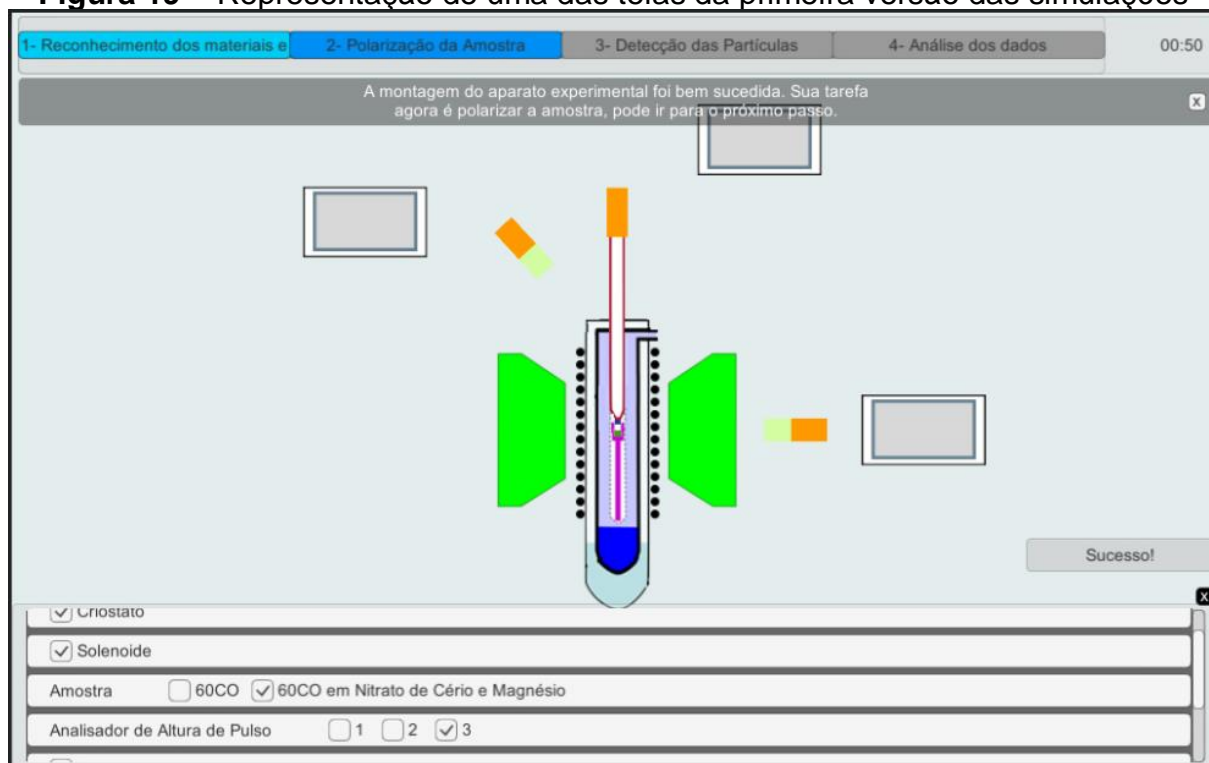 Figura 10 – Representação de uma das telas da primeira versão das simulações
1- Reconhecimento dos materiais e
2- Polarização da Amostra
3- Detecção das Partículas
4- Análise dos dados
00:50
A montagem do aparato experimental foi bem sucedida. Sua tarefa
agora é polarizar a amostra, pode ir para o próximo passo.
X
Sucesso!
X
Criostato
Solenoide
Amostra 60CO 60CO em Nitrato de Cério e Magnésio
Analisador de Altura de Pulso 1 2 3